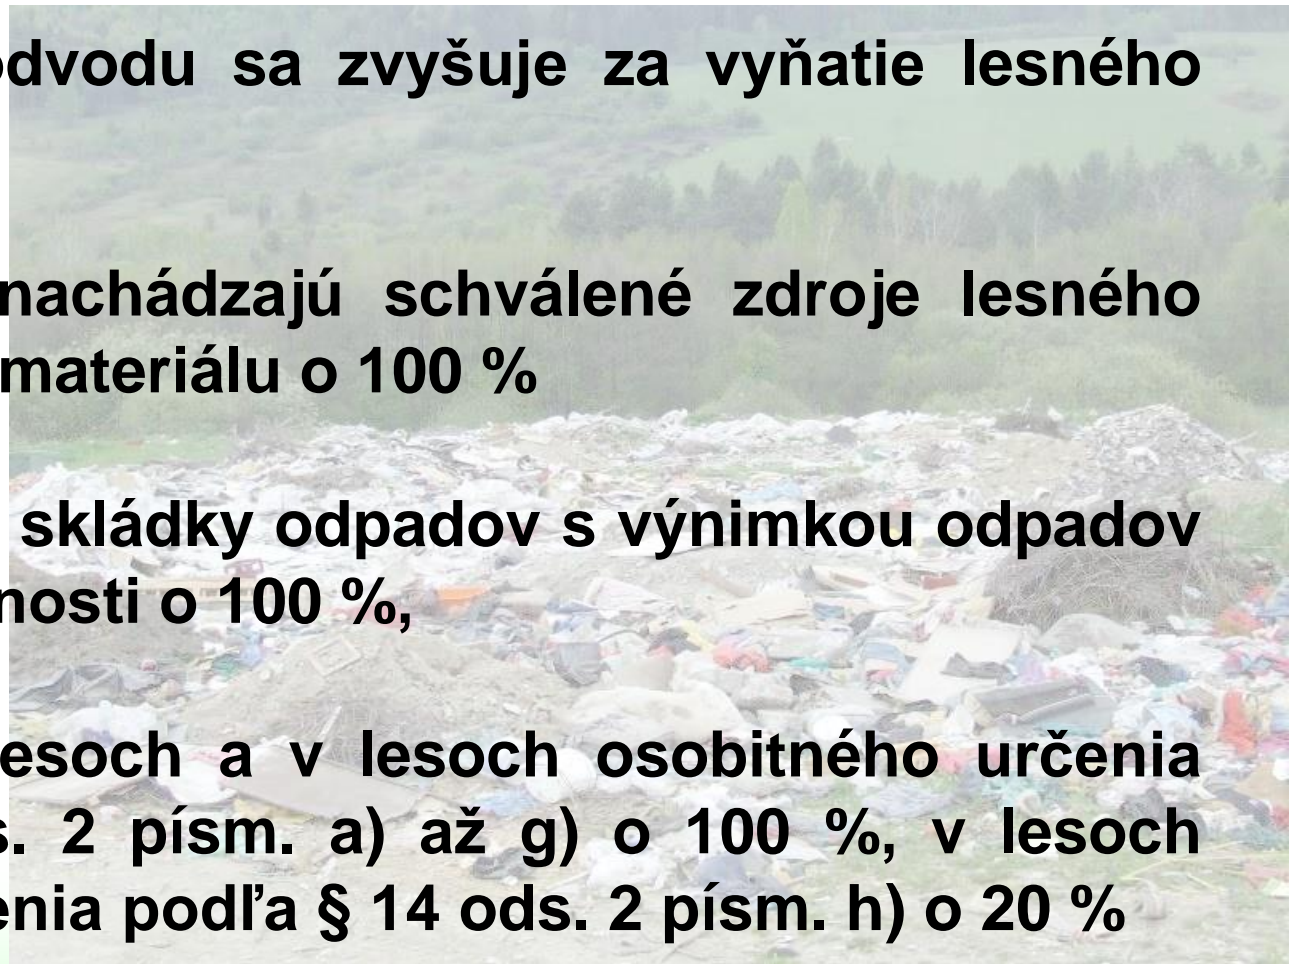 odvodu sa zvyšuje za vyňatie lesného
nachádzajú schválené zdroje lesného
materiálu o 100 %
skládky odpadov s výnimkou odpadov
nosti o 100 %,
esoch a v lesoch osobitného určenia
s. 2 písm. a) až g) o 100 %, v lesoch
enia podľa § 14 ods. 2 písm. h) o 20 %